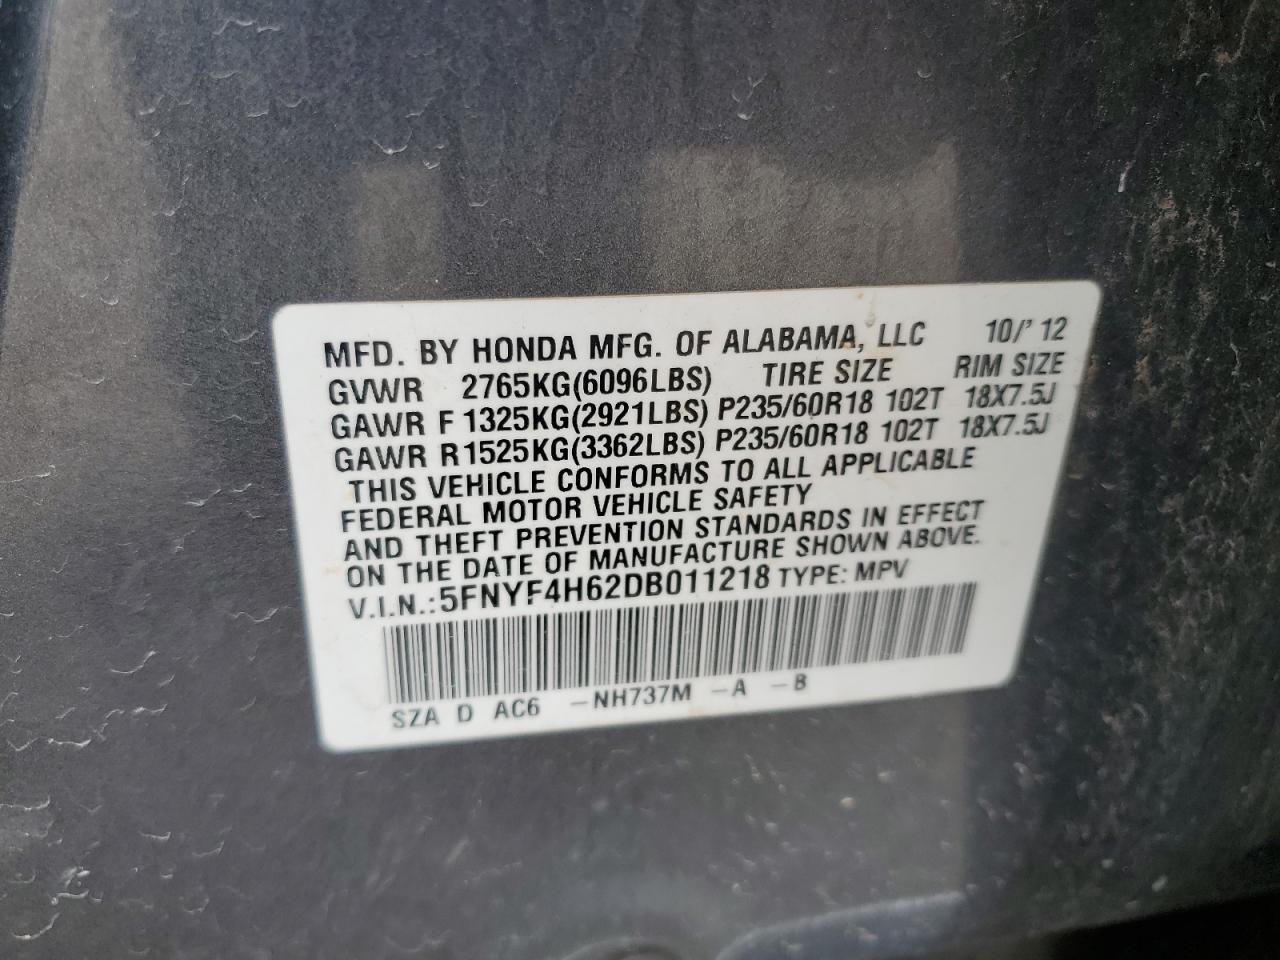 MFD. BY HONDA MFG. OF ALABAMA, LLC 10/'12
GVWR 2765KG(6096LBS) TIRE SIZE RIM SIZE
GAWR F 1325KG(2921LBS) P235/60R18 102T 18X7.5J
GAWR R 1525KG(3362LBS) P235/60R18 102T 18X7.5J
THIS VEHICLE CONFORMS TO ALL APPLICABLE
FEDERAL MOTOR VEHICLE SAFETY
AND THEFT PREVENTION STANDARDS IN EFFECT
ON THE DATE OF MANUFACTURE SHOWN ABOVE.
V.I.N.: 5FNYF4H62DB011218 TYPE: MPV
SZA D AC6 -NH737M -A -B